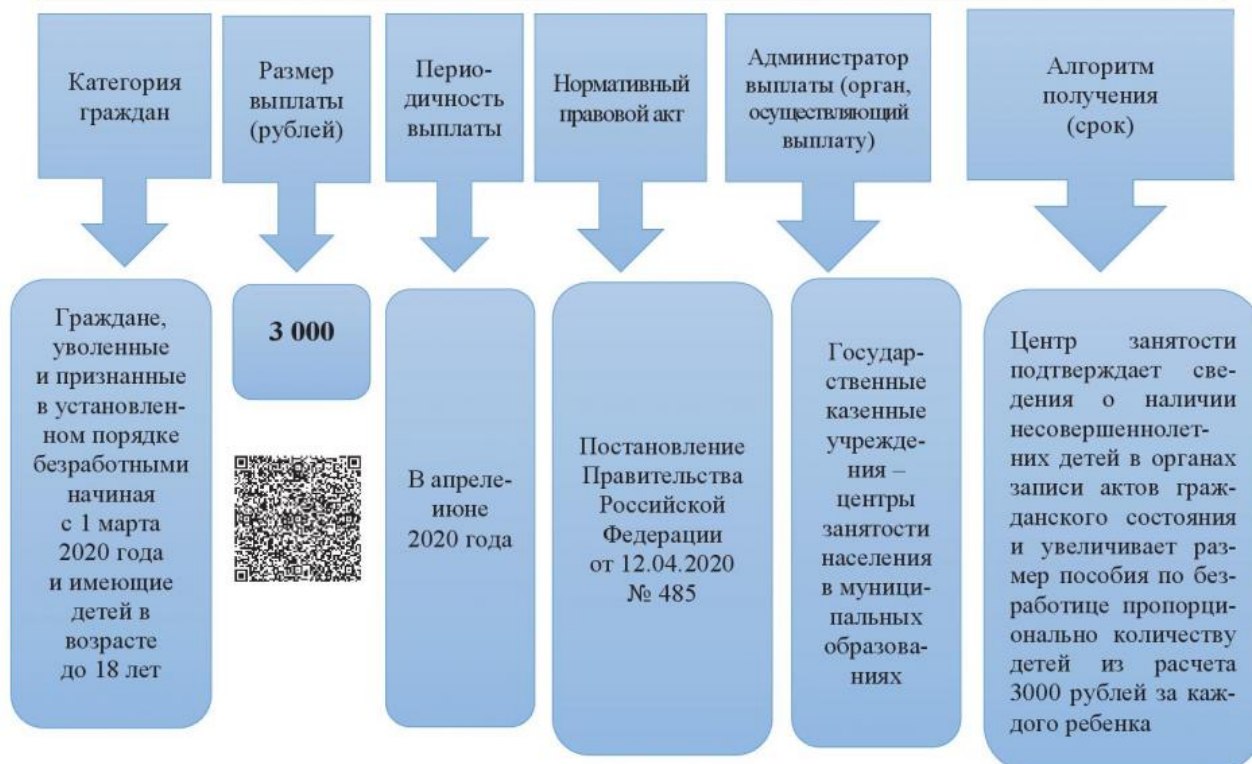 Категория
граждан
Размер
выплаты
(рублей)
Перио-
дичность
выплаты
Нормативный
правовой акт
Администратор
выплаты (орган,
осуществляющий
выплату)
Алгоритм
получения
(срок)
Граждане,
уволенные
и признанные
в установлен-
ном порядке
безработными
начиная
с 1 марта
2020 года
и имеющие
детей в
возрасте
до 18 лет
3 000
В апреле-
июне
2020 года
Постановление
Правительства
Российской
Федерации
от 12.04.2020
№ 485
Государ-
ственные
казенные
учрежде-
ния –
центры
занятости
населения
в муници-
пальных
образова-
ниях
Центр занятости
подтверждает све-
дения о наличии
несовершеннолет-
них детей в органах
записи актов граж-
данского состояния
и увеличивает раз-
мер пособия по без-
работице пропорци-
онально количеству
детей из расчета
3000 рублей за каж-
дого ребенка